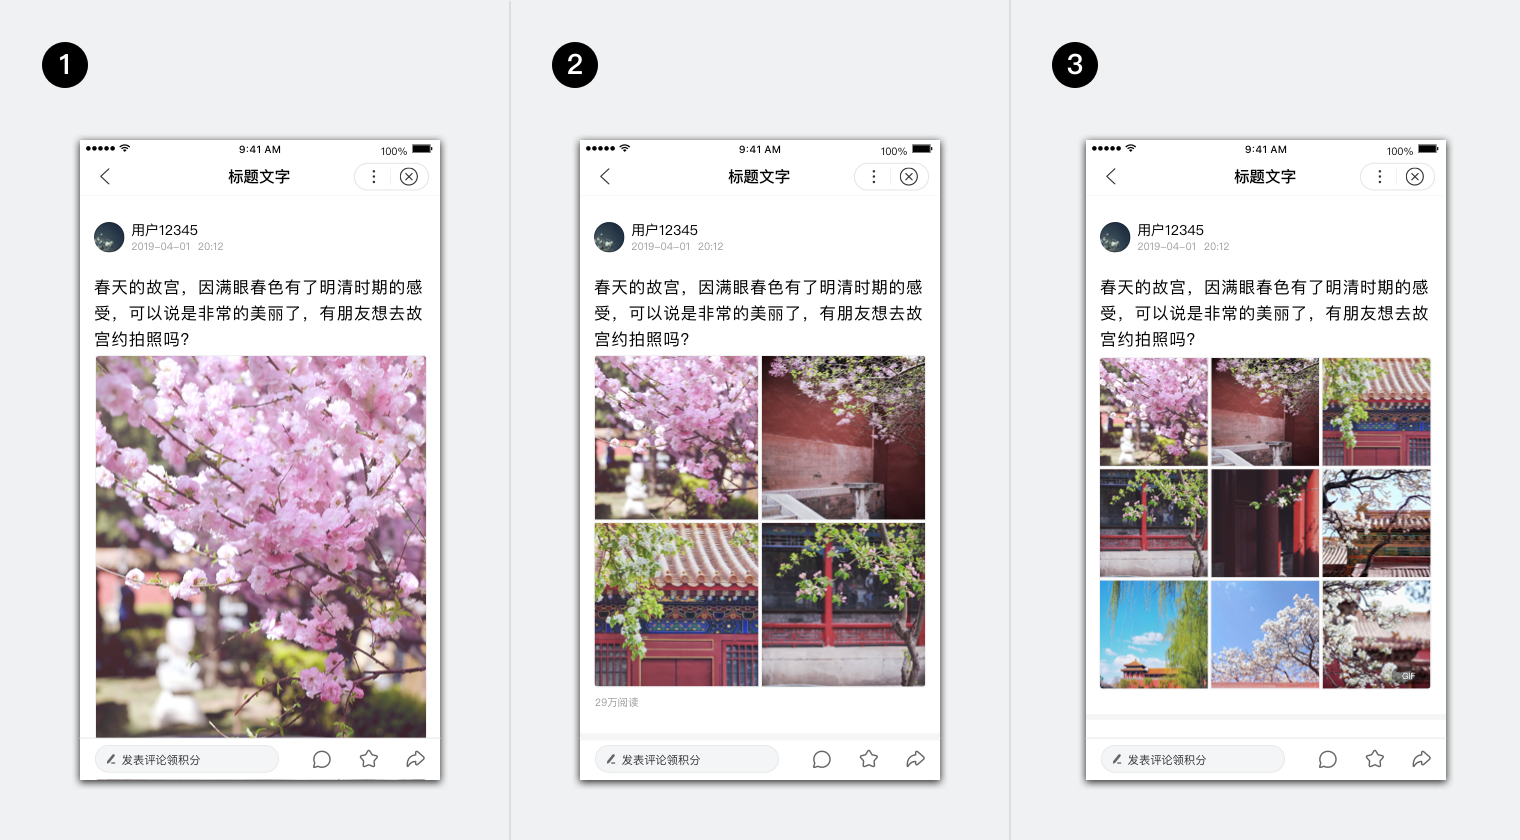 1
9:41 AM
100%
标题文字
用户12345
2019-04-01 20:12
春天的故宫，因满眼春色有了明清时期的感
受，可以说是非常的美丽了，有朋友想去故
宫约拍照吗？
发表评论领积分
2
9:41 AM
100%
标题文字
用户12345
2019-04-01 20:12
春天的故宫，因满眼春色有了明清时期的感
受，可以说是非常的美丽了，有朋友想去故
宫约拍照吗？
29万阅读
发表评论领积分
3
9:41 AM
100%
标题文字
用户12345
2019-04-01 20:12
春天的故宫，因满眼春色有了明清时期的感
受，可以说是非常的美丽了，有朋友想去故
宫约拍照吗？
GIF
发表评论领积分